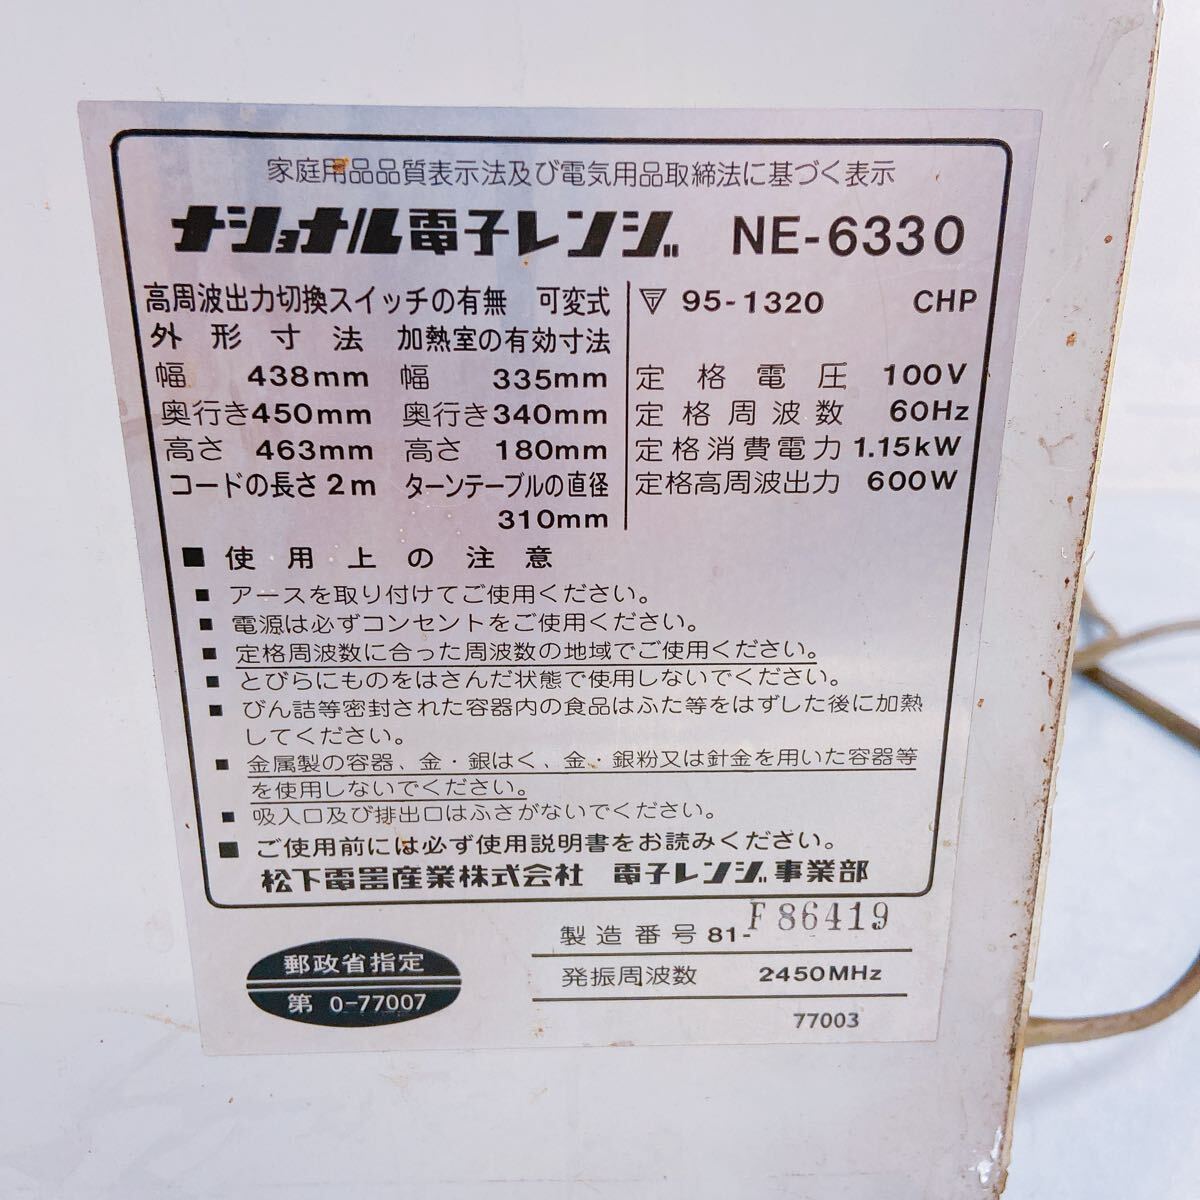 家庭用品品質表示法及び電気用品取締法に基づく表示
ナショナル電子レンジ NE-6330
高周波出力切換スイッチの有無 可変式
外形寸法 加熱室の有効寸法
幅 438mm 幅 335mm
奥行き450mm 奥行き340mm
高さ 463mm 高さ 180mm
コードの長さ2m ターンテーブルの直径
310mm
95-1320 CHP
定格電圧 100V
定格周波数 60Hz
定格消費電力 1.15kW
定格高周波出力 600W
■ 使用上の注意
■ アースを取り付けてご使用ください。
■ 電源は必ずコンセントをご使用ください。
■ 定格周波数に合った周波数の地域でご使用ください。
■ とびらにものをはさんだ状態で使用しないでください。
■ びん詰等密封された容器内の食品はふた等をはずした後に加熱
してください。
■ 金属製の容器、金・銀はく、金・銀粉又は針金を用いた容器等
を使用しないでください。
■ 吸入口及び排出口はふさがないでください。
■ ご使用前には必ず使用説明書をお読みください。
松下電器産業株式会社 電子レンジ事業部
製造番号 81-F86419
発振周波数 2450MHz
77003
郵政省指定
第 0-77007